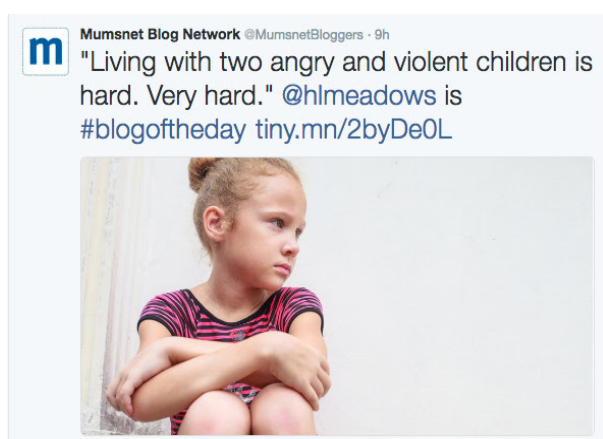 m
Mumsnet Blog Network @MumsnetBloggers · 9h
"Living with two angry and violent children is
hard. Very hard." @hlmeadows is
#blogoftheday tiny.mn/2byDe0L